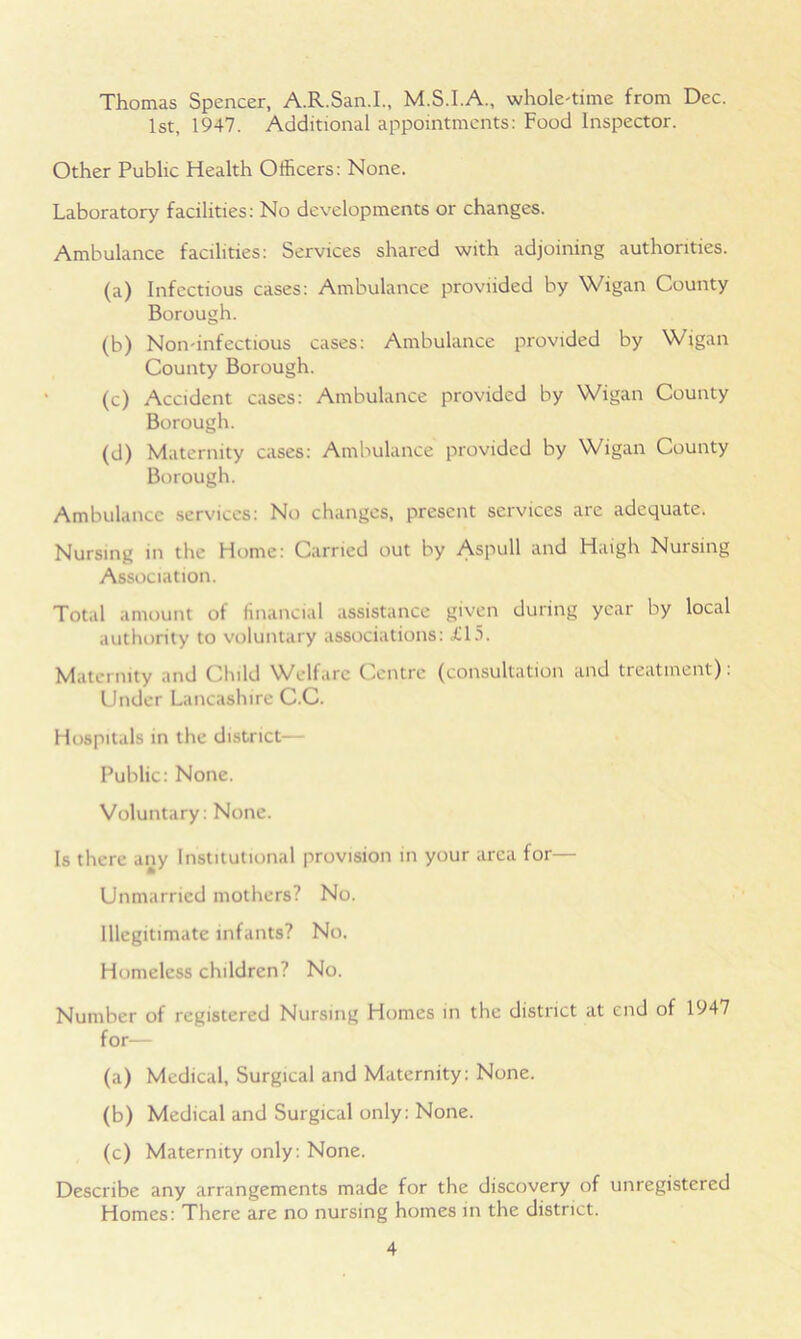 Thomas Spencer, A.R.San.I., M.S.I.A., whole-time from Dec.
1st, 1947. Additional appointments: Food Inspector.
Other Public Health Officers: None.
Laboratory facilities: No developments or changes.
Ambulance facilities: Services shared with adjoining authorities.
(a) Infectious cases: Ambulance proviided by Wigan County
Borough.
(b) Non-infectious cases: Ambulance provided by Wigan
County Borough.
(c) Accident cases: Ambulance provided by Wigan County
Borough.
(d) Maternity cases: Ambulance provided by Wigan County
Borough.
Ambulance services: No changes, present services are adequate.
Nursing in the Home: Carried out by Aspull and Haigh Nursing
Association.
Total amount of financial assistance given during year by local
authority to voluntary associations: £15.
Maternity and Child Welfare Centre (consultation and treatment):
Under Lancashire C.C.
Hospitals in the district—
Public: None.
Voluntary: None.
Is there any Institutional provision in your area for—
Unmarried mothers? No.
Illegitimate infants? No.
Homeless children? No.
Number of registered Nursing Homes in the district at end of 1947
for—
(a) Medical, Surgical and Maternity: None.
(b) Medical and Surgical only: None.
(c) Maternity only: None.
Describe any arrangements made for the discovery of unregistered
Homes: There are no nursing homes in the district.
4